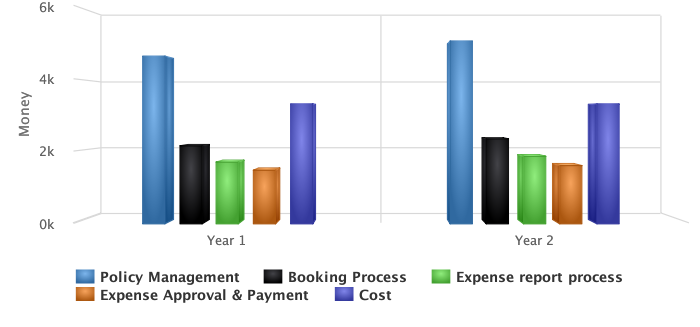 6k
4k
2k
0k
Money
Year 1
Year 2
Policy Management
Booking Process
Expense report process
Expense Approval & Payment
Cost